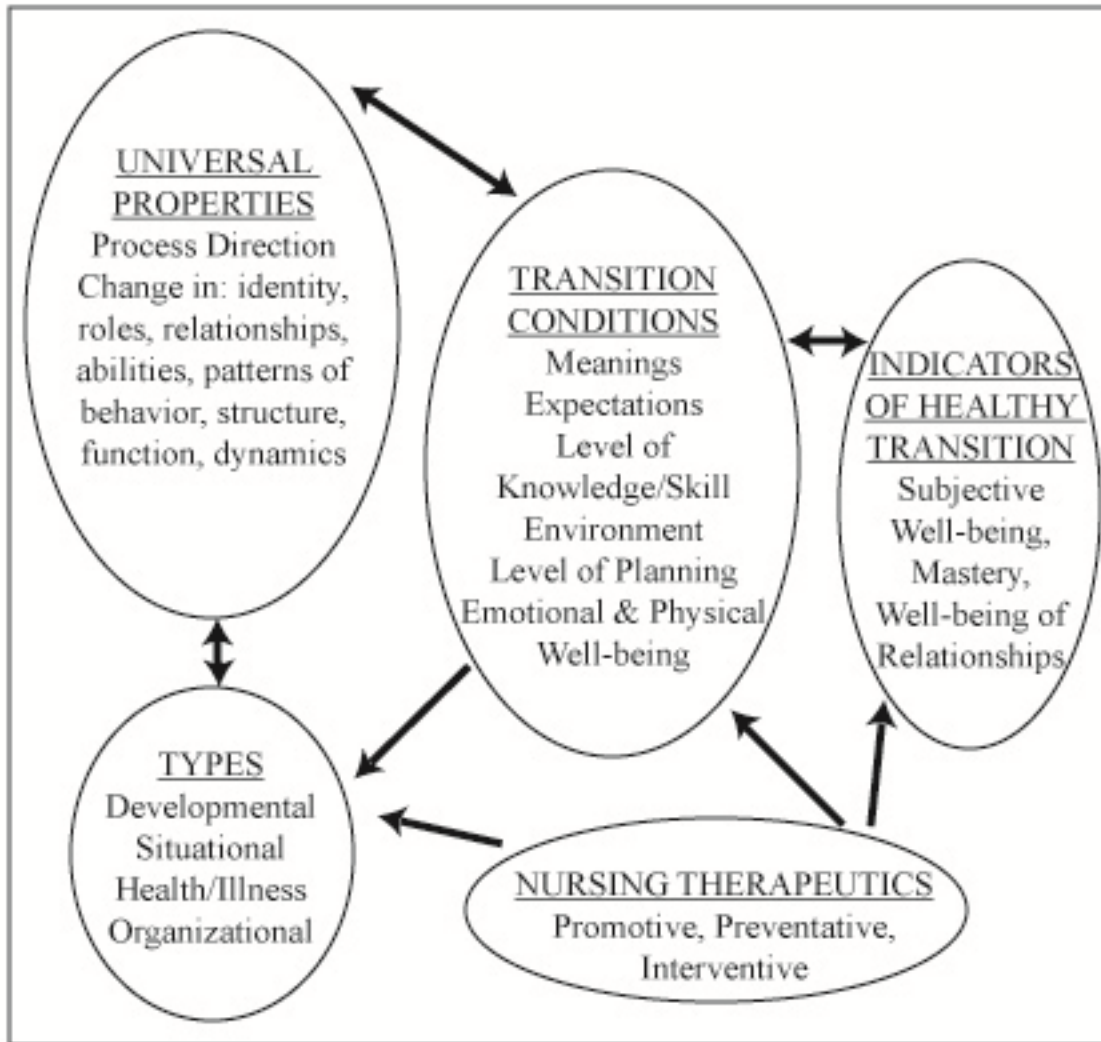 UNIVERSAL
PROPERTIES
Process Direction
Change in: identity,
roles, relationships,
abilities, patterns of
behavior, structure,
function, dynamics
TRANSITION
CONDITIONS
Meanings
Expectations
Level of
Knowledge/Skill
Environment
Level of Planning
Emotional & Physical
Well-being
INDICATORS
OF HEALTHY
TRANSITION
Subjective
Well-being,
Mastery,
Well-being of
Relationships
TYPES
Developmental
Situational
Health/Illness
Organizational
NURSING THERAPEUTICS
Promotive, Preventative,
Interventive